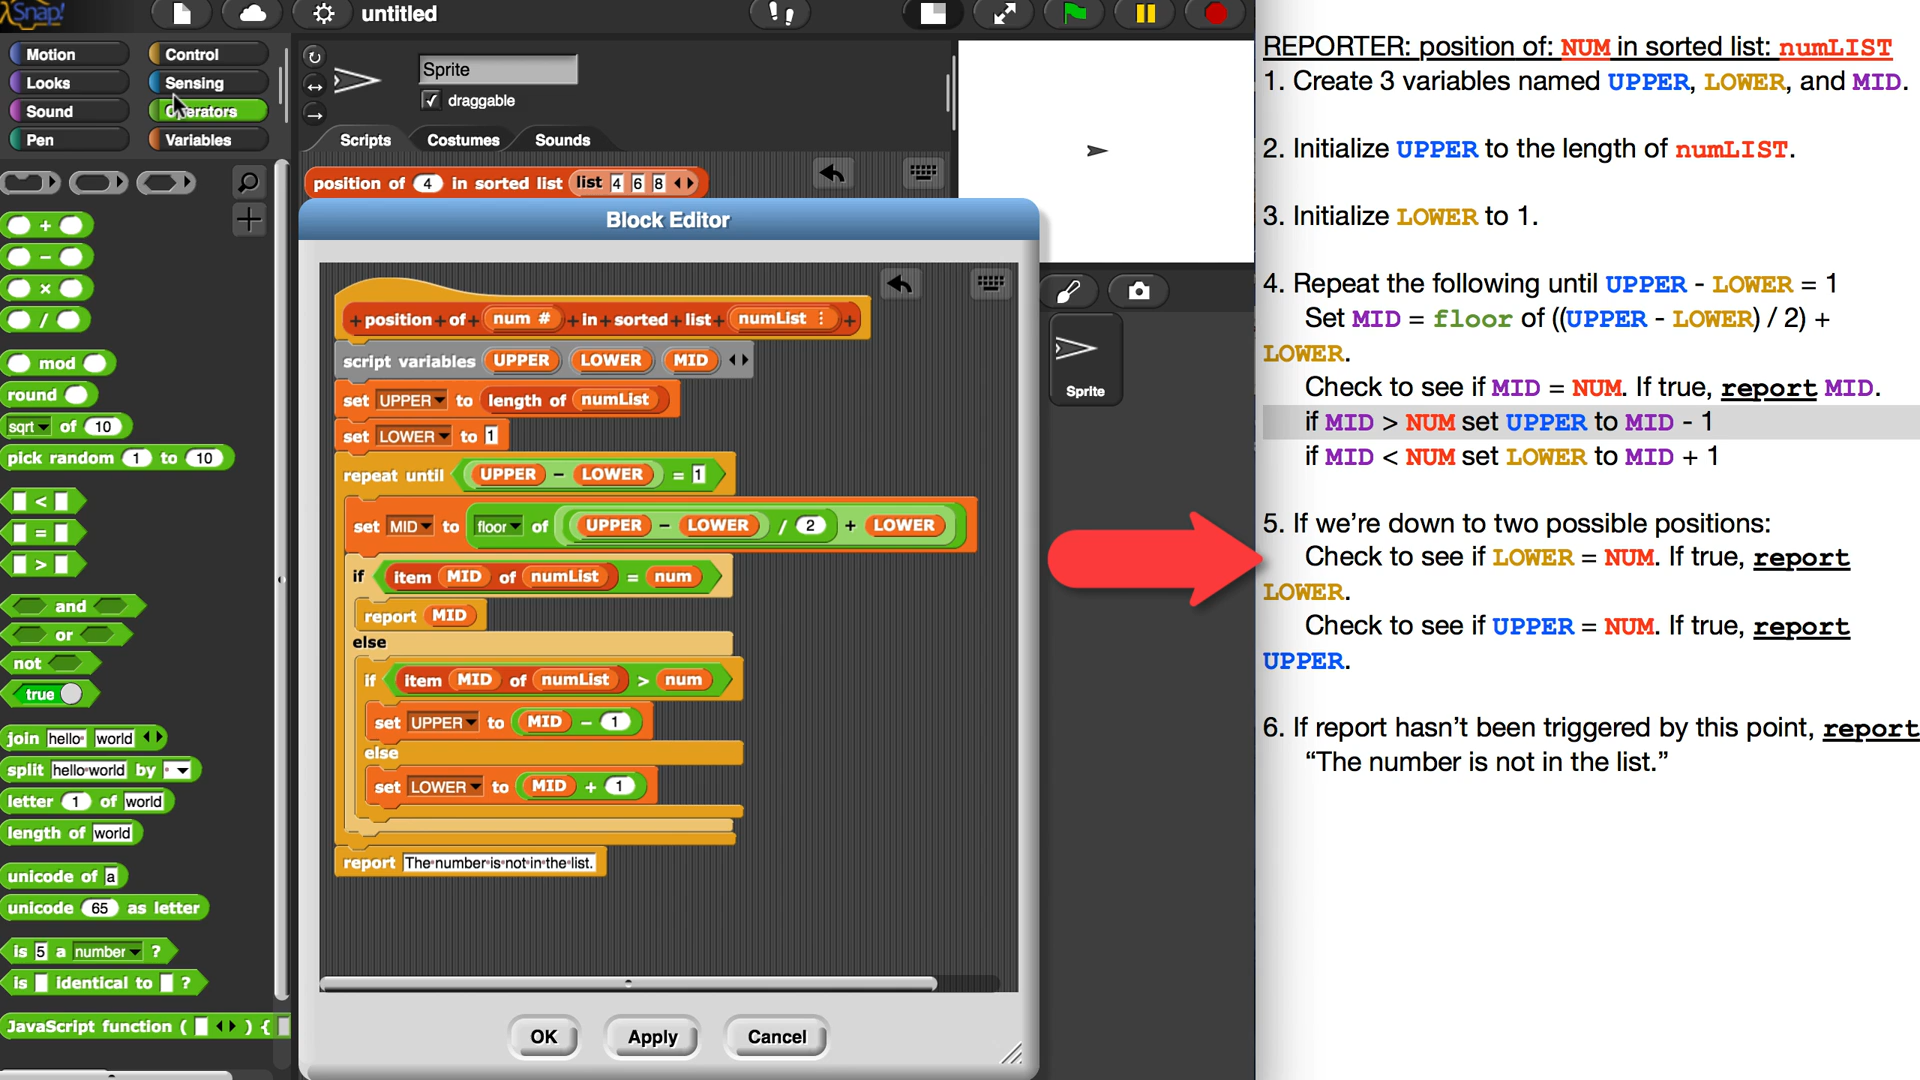 Snap!
untitled
Motion
Control
Looks
Sensing
Sound
Operators
Pen
Variables
Sprite
draggable
Scripts
Costumes
Sounds
position of 4 in sorted list list 4 6 8
+
−
×
/
mod
round
sqrt of 10
pick random 1 to 10
<
=
>
and
or
not
true
join hello world
split hello world by
letter 1 of world
length of world
unicode of a
unicode 65 as letter
is 5 a number ?
is identical to ?
JavaScript function ( ) {
Block Editor
+ position + of + num # + in + sorted + list + numList ⋮ +
script variables UPPER LOWER MID
set UPPER to length of numList
set LOWER to 1
repeat until UPPER − LOWER = 1
set MID to floor of UPPER − LOWER / 2 + LOWER
if item MID of numList = num
report MID
else
if item MID of numList > num
set UPPER to MID − 1
else
set LOWER to MID + 1
report The number is not in the list.
OK
Apply
Cancel
Sprite
REPORTER: position of: NUM in sorted list: numLIST
1. Create 3 variables named UPPER, LOWER, and MID.
2. Initialize UPPER to the length of numLIST.
3. Initialize LOWER to 1.
4. Repeat the following until UPPER - LOWER = 1
Set MID = floor of ((UPPER - LOWER) / 2) +
LOWER.
Check to see if MID = NUM. If true, report MID.
if MID > NUM set UPPER to MID - 1
if MID < NUM set LOWER to MID + 1
5. If we’re down to two possible positions:
Check to see if LOWER = NUM. If true, report
LOWER.
Check to see if UPPER = NUM. If true, report
UPPER.
6. If report hasn’t been triggered by this point, report
“The number is not in the list.”